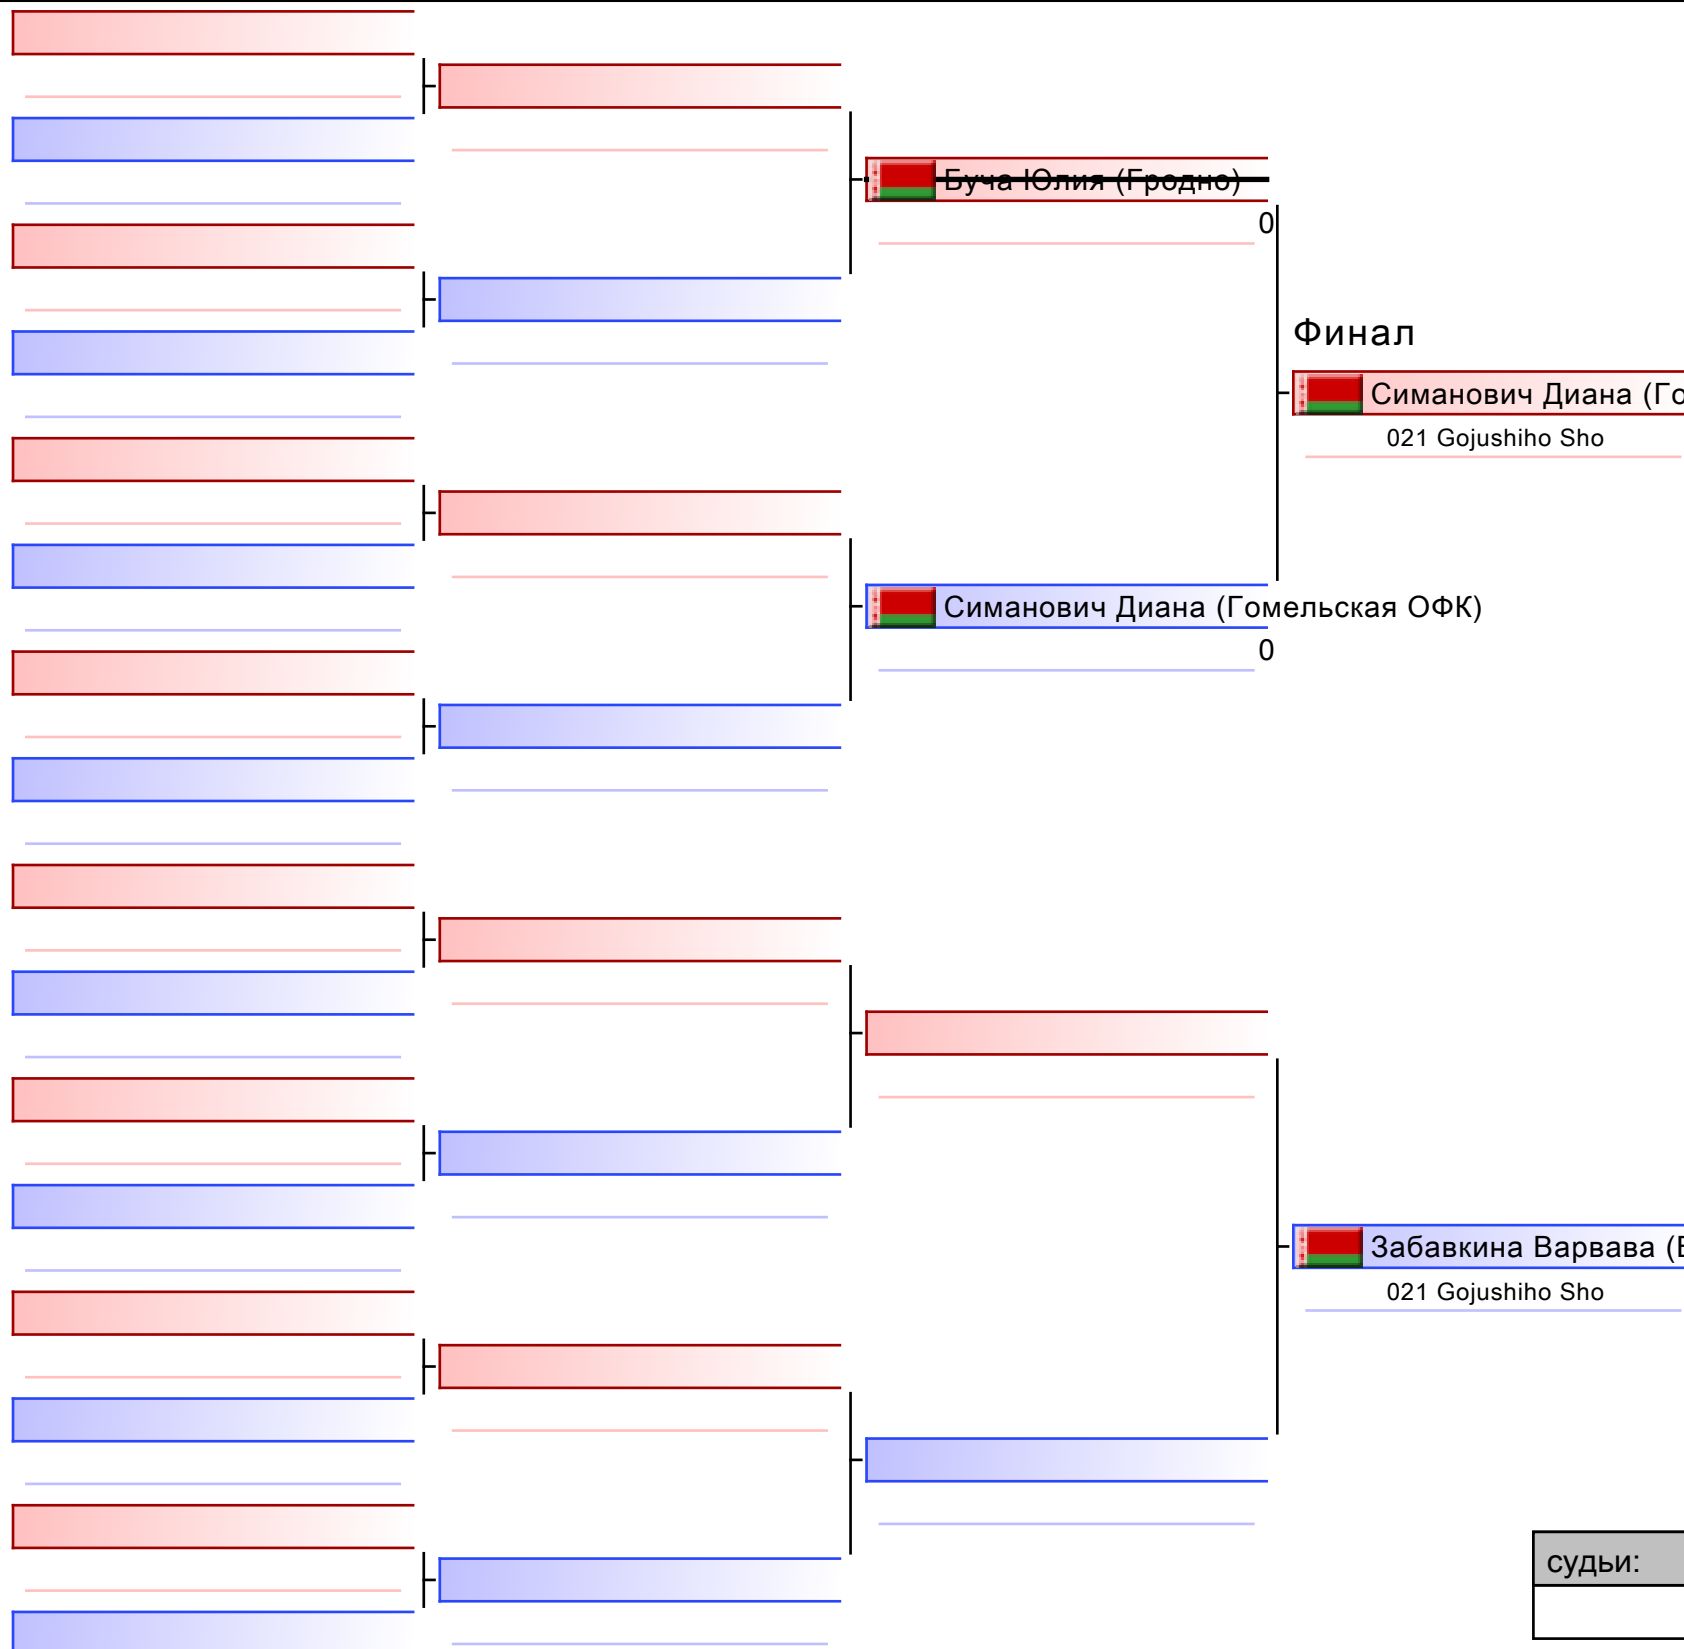 Буча Юлия (Гродно)
0
Финал
Симанович Диана (Го
021 Gojushiho Sho
Симанович Диана (Гомельская ОФК)
0
Забавкина Варвава (
021 Gojushiho Sho
судьи: